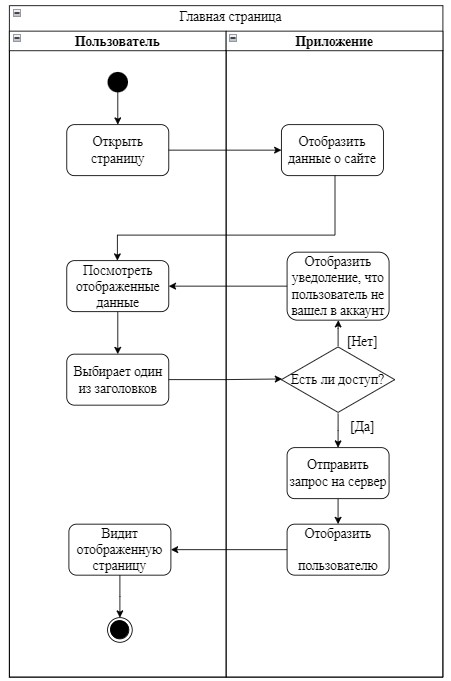 Главная страница
Пользователь
Приложение
Открыть
страницу
Отобразить
данные о сайте
Посмотреть
отображенные
данные
Отобразить
уведоление, что
пользователь не
вашел в аккаунт
[Нет]
Выбирает один
из заголовков
Есть ли доступ?
[Да]
Отправить
запрос на сервер
Видит
отображенную
страницу
Отобразить
пользователю